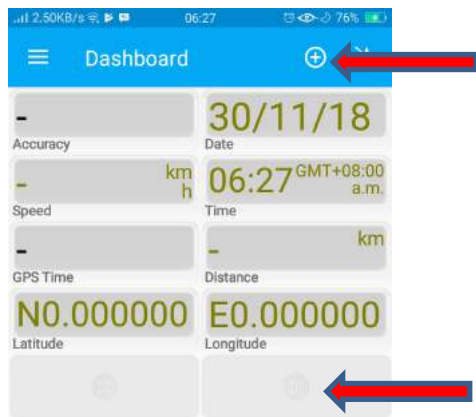 2.50KB/s 06:27 76%
Dashboard
- 30/11/18
Accuracy Date
- km h 06:27 GMT+08:00 a.m.
Speed Time
- - km
GPS Time Distance
N0.000000 E0.000000
Latitude Longitude